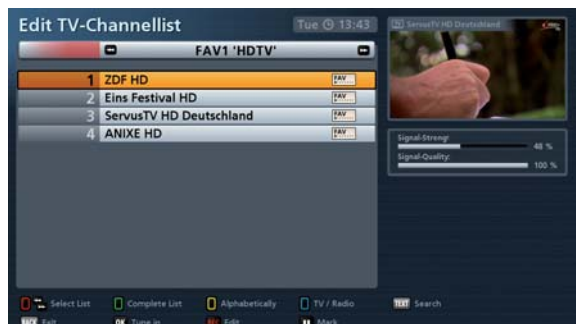 Edit TV-Channellist
Tue 13:43
ServusTV HD Deutschland
FAV1 'HDTV'
1 ZDF HD FAV
2 Eins Festival HD FAV
3 ServusTV HD Deutschland FAV
4 ANIXE HD FAV
Signal-Streng:
48 %
Signal-Quality:
100 %
Select List Complete List Alphabetically TV / Radio TEXT Search
BACK Exit OK Tune in REC Edit Mark